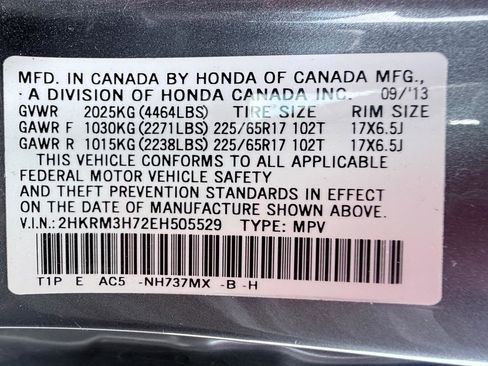 MFD. IN CANADA BY HONDA OF CANADA MFG.,
· A DIVISION OF HONDA CANADA INC. 09/'13
GVWR 2025KG(4464LBS) TIRE SIZE RIM SIZE
GAWR F 1030KG(2271LBS) 225/65R17 102T 17X6.5J
GAWR R 1015KG(2238LBS) 225/65R17 102T 17X6.5J
THIS VEHICLE CONFORMS TO ALL APPLICABLE
FEDERAL MOTOR VEHICLE SAFETY
AND THEFT PREVENTION STANDARDS IN EFFECT
ON THE DATE OF MANUFACTURE SHOWN ABOVE.
V.I.N.: 2HKRM3H72EH505529 TYPE: MPV
T1P E AC5 -NH737MX -B -H